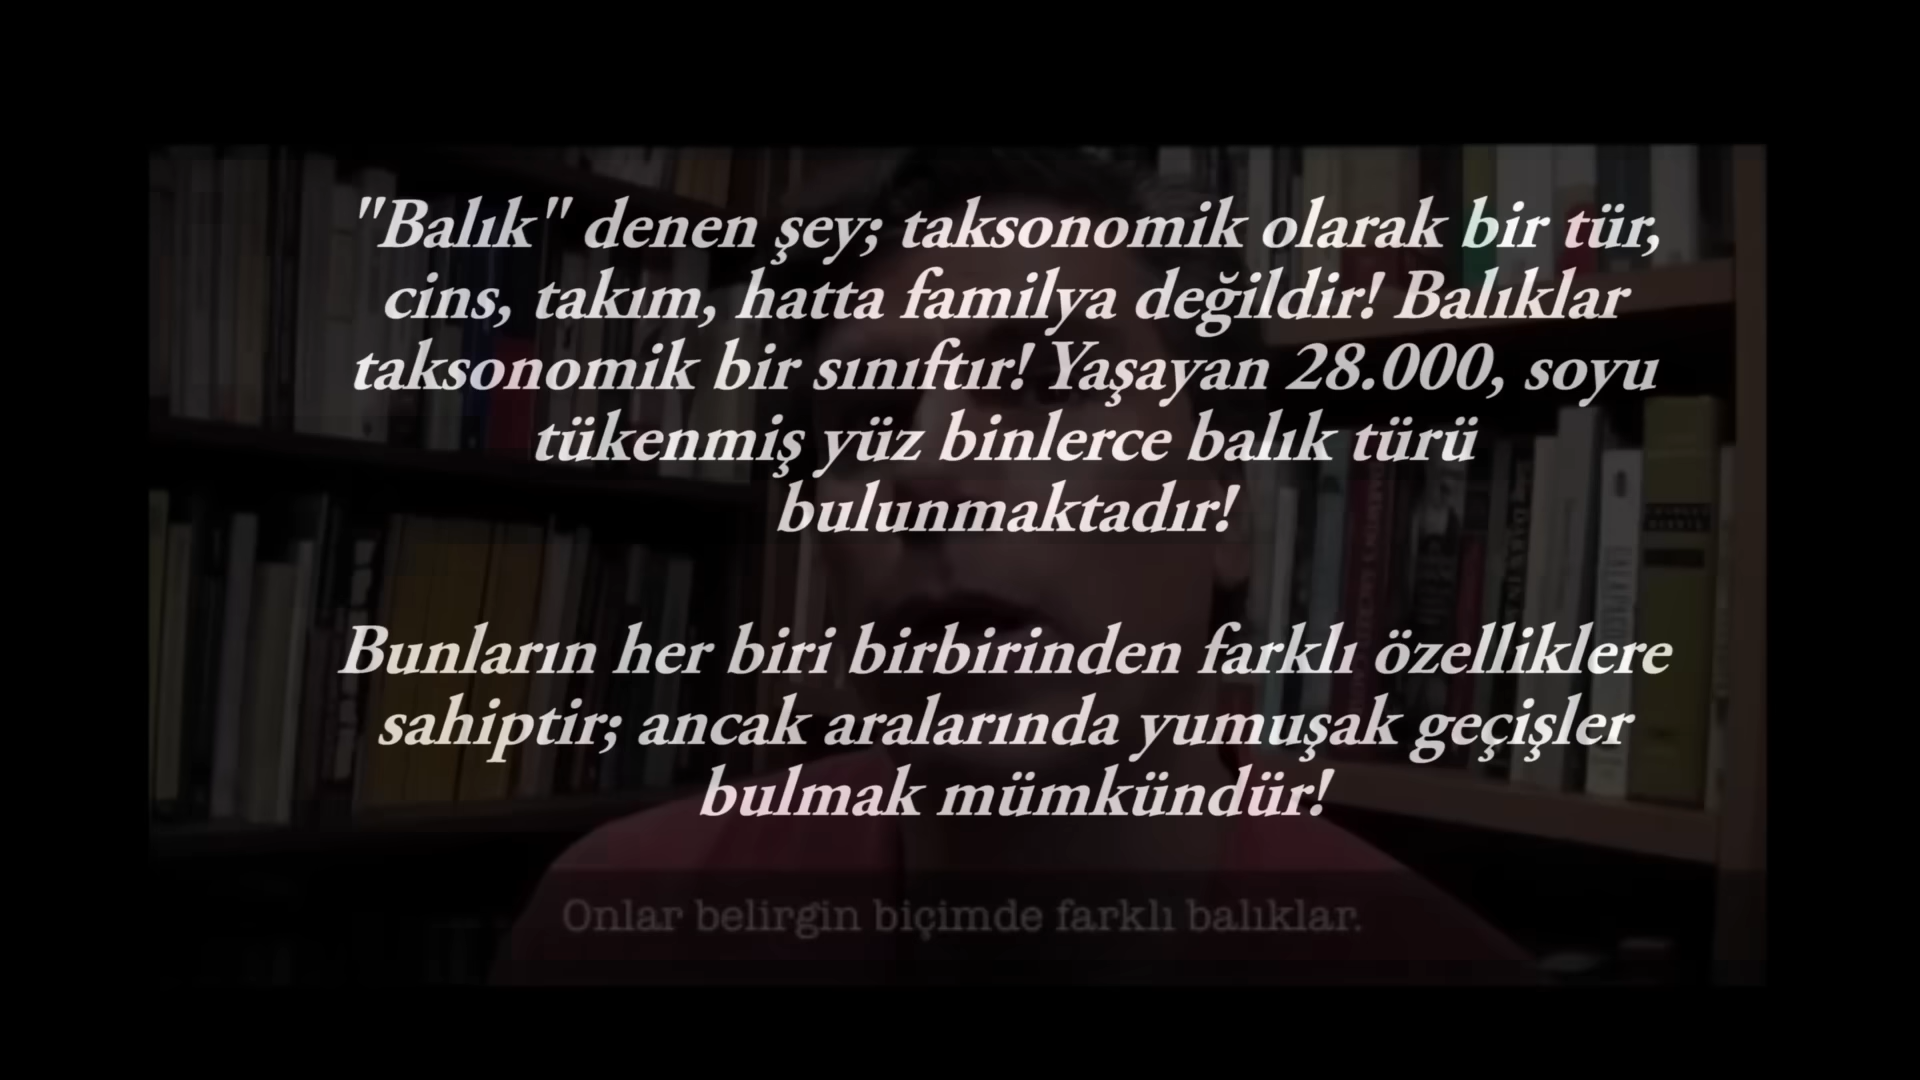 "Balık" denen şey; taksonomik olarak bir tür,
cins, takım, hatta familya değildir! Balıklar
taksonomik bir sınıftır! Yaşayan 28.000, soyu
tükenmiş yüz binlerce balık türü
bulunmaktadır!
Bunların her biri birbirinden farklı özelliklere
sahiptir; ancak aralarında yumuşak geçişler
bulmak mümkündür!
Onlar belirgin biçimde farklı balıklar.